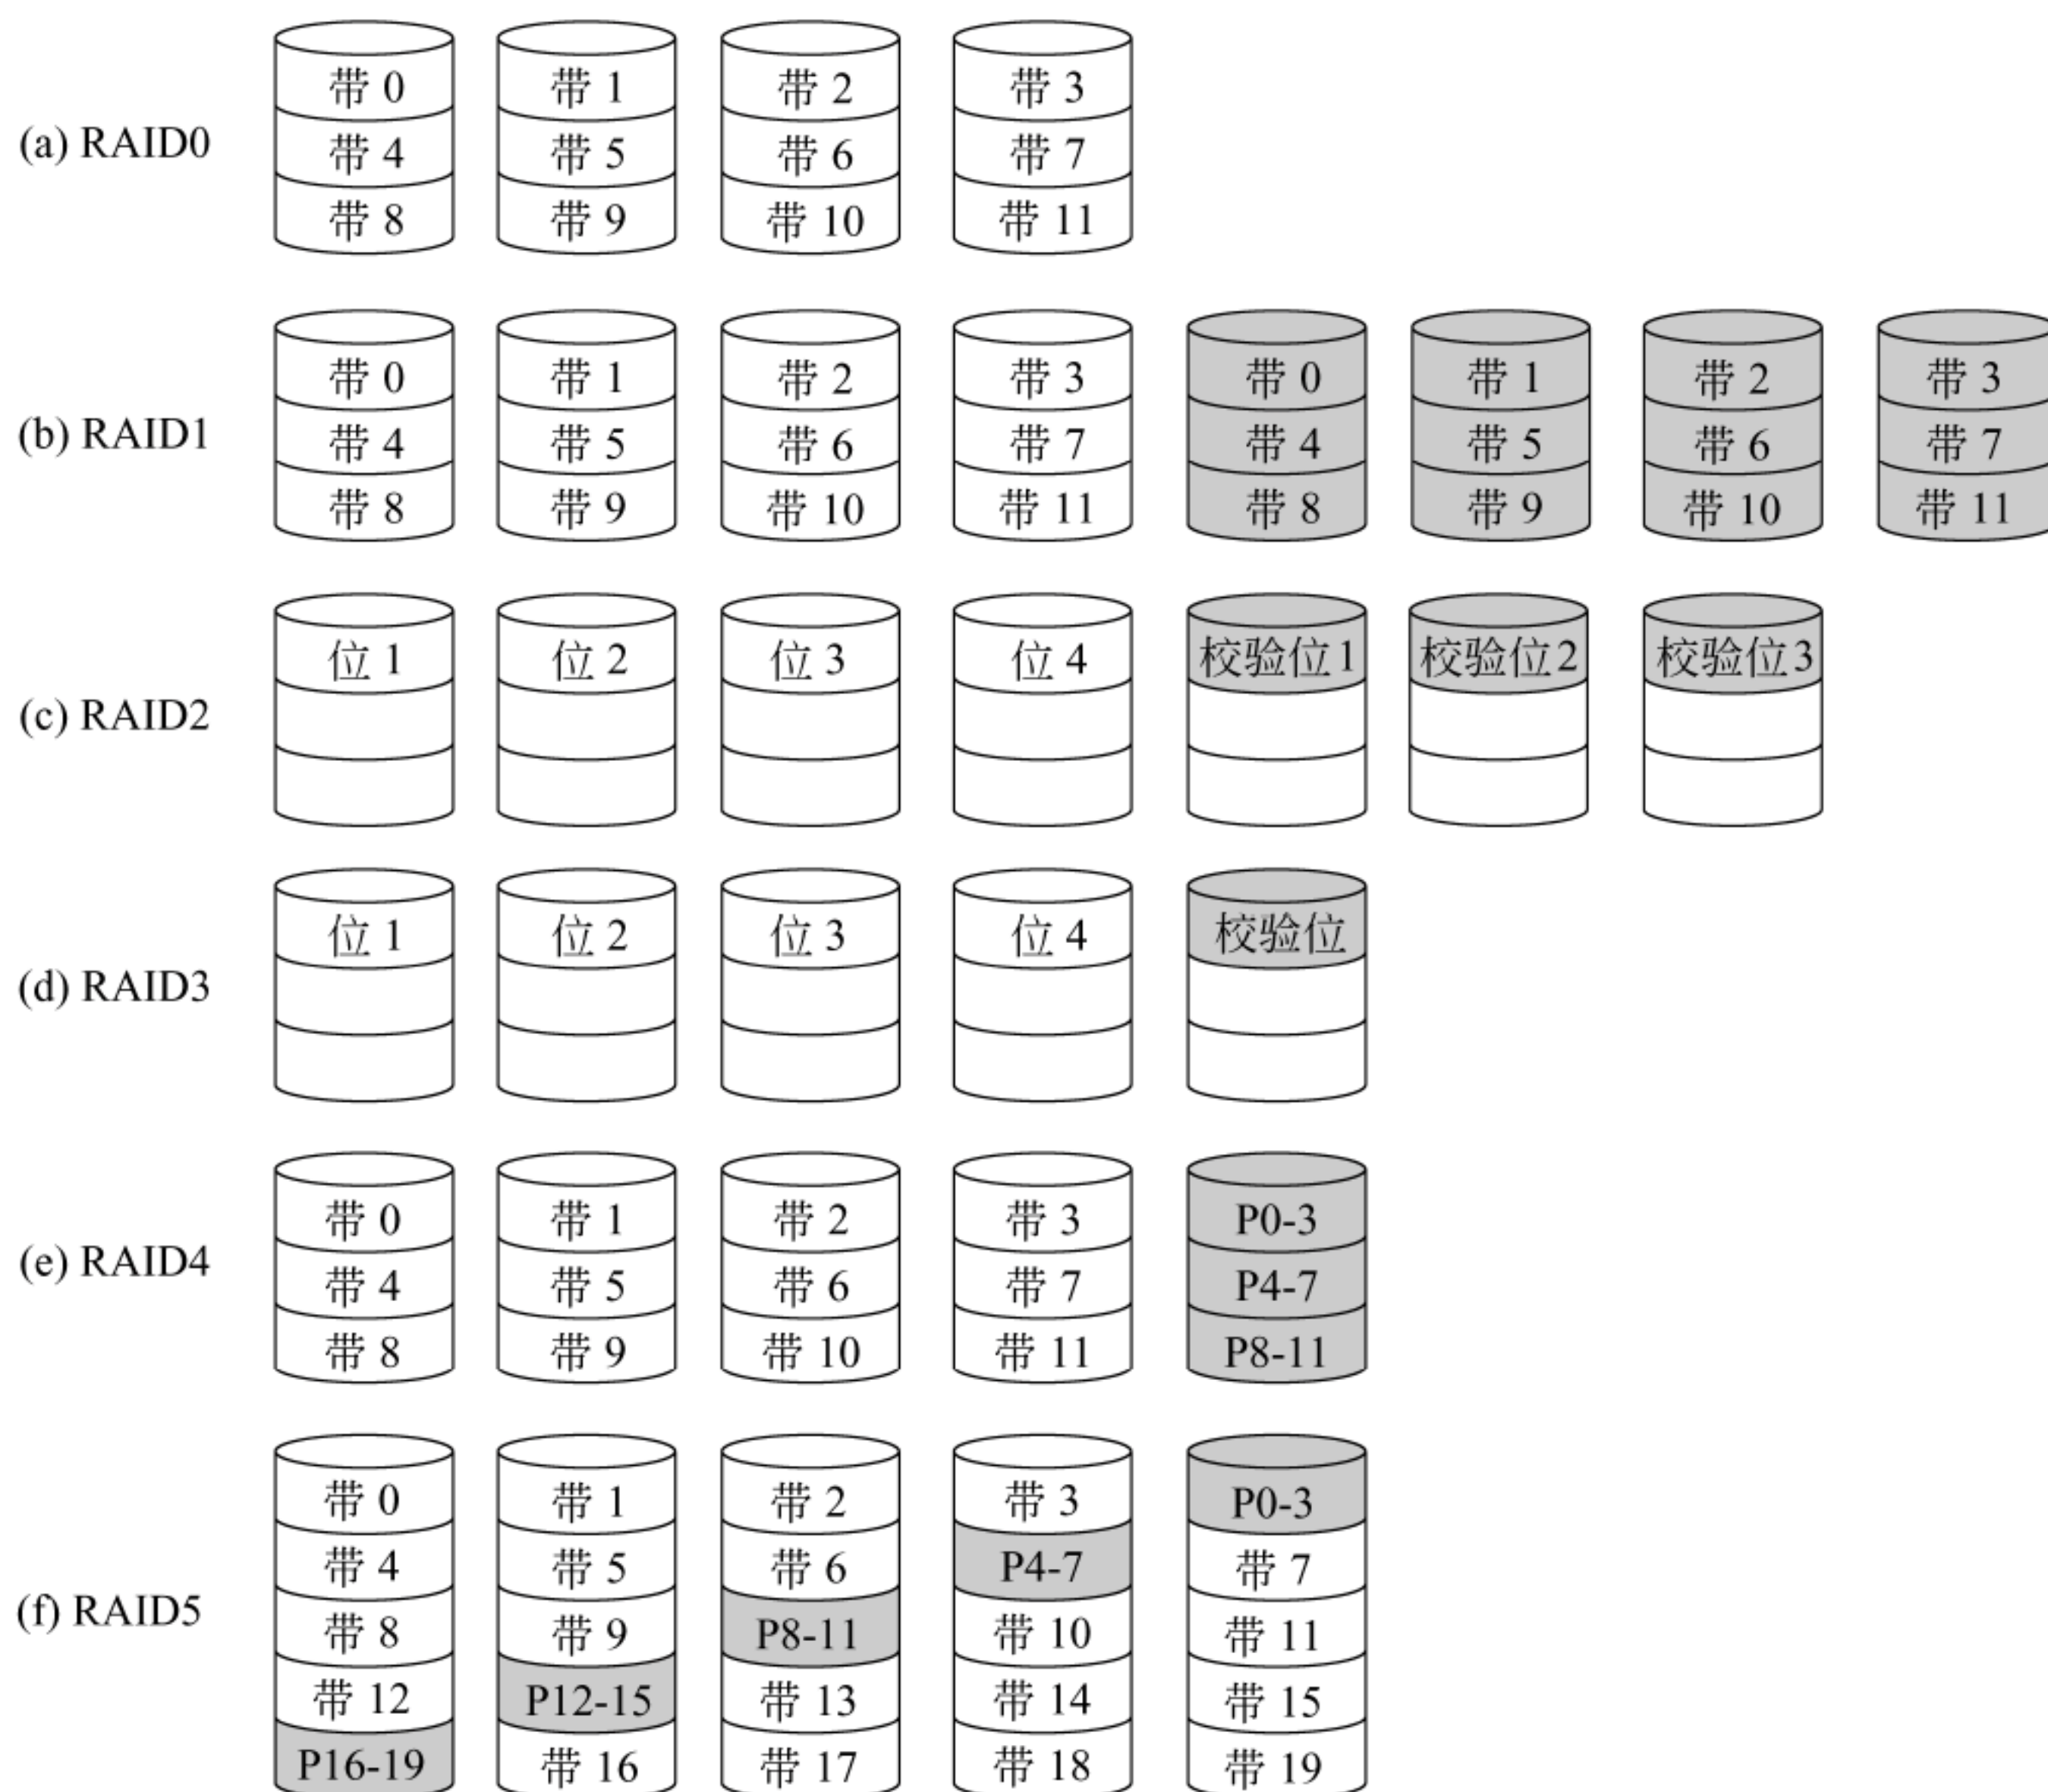 (a) RAID0
带 0 带 1 带 2 带 3
带 4 带 5 带 6 带 7
带 8 带 9 带 10 带 11
(b) RAID1
带 0 带 1 带 2 带 3 带 0 带 1 带 2 带 3
带 4 带 5 带 6 带 7 带 4 带 5 带 6 带 7
带 8 带 9 带 10 带 11 带 8 带 9 带 10 带 11
(c) RAID2
位 1 位 2 位 3 位 4 校验位1 校验位2 校验位3
(d) RAID3
位 1 位 2 位 3 位 4 校验位
(e) RAID4
带 0 带 1 带 2 带 3 P0-3
带 4 带 5 带 6 带 7 P4-7
带 8 带 9 带 10 带 11 P8-11
(f) RAID5
带 0 带 1 带 2 带 3 P0-3
带 4 带 5 带 6 P4-7 带 7
带 8 带 9 P8-11 带 10 带 11
带 12 P12-15 带 13 带 14 带 15
P16-19 带 16 带 17 带 18 带 19